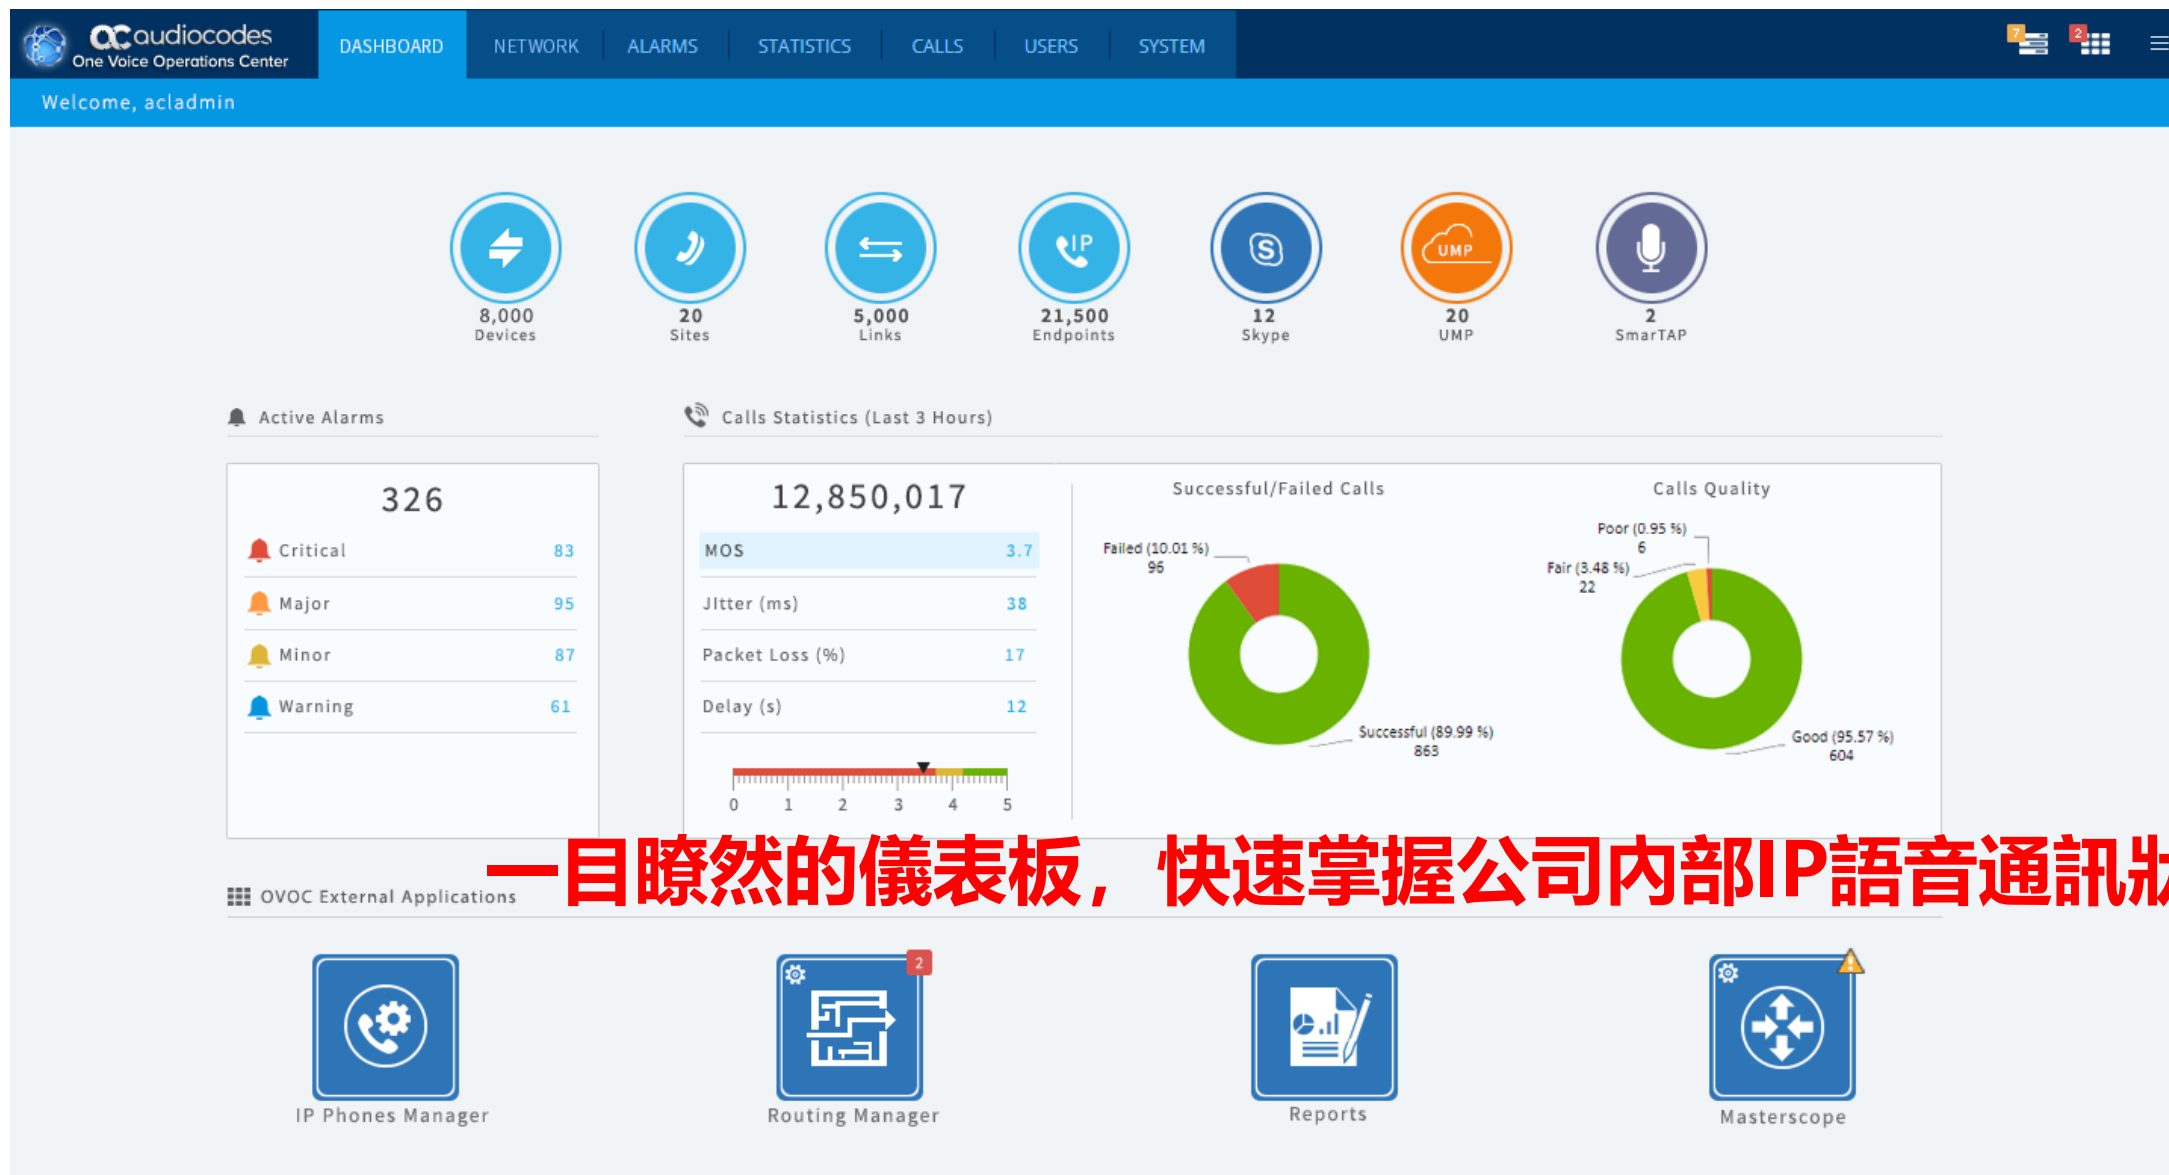 audiocodes
One Voice Operations Center
DASHBOARD NETWORK ALARMS STATISTICS CALLS USERS SYSTEM
7 2
Welcome, acladmin
IP S UMP
8,000 20 5,000 21,500 12 20 2
Devices Sites Links Endpoints Skype UMP SmarTAP
Active Alarms
326
Critical 83
Major 95
Minor 87
Warning 61
Calls Statistics (Last 3 Hours)
12,850,017
MOS 3.7
JItter (ms) 38
Packet Loss (%) 17
Delay (s) 12
0 1 2 3 4 5
Successful/Failed Calls
Failed (10.01 %)
96
Successful (89.99 %)
863
Calls Quality
Poor (0.95 %)
6
Fair (3.48 %)
22
Good (95.57 %)
604
一目瞭然的儀表板，快速掌握公司內部IP語音通訊
OVOC External Applications
2
IP Phones Manager Routing Manager Reports Masterscope